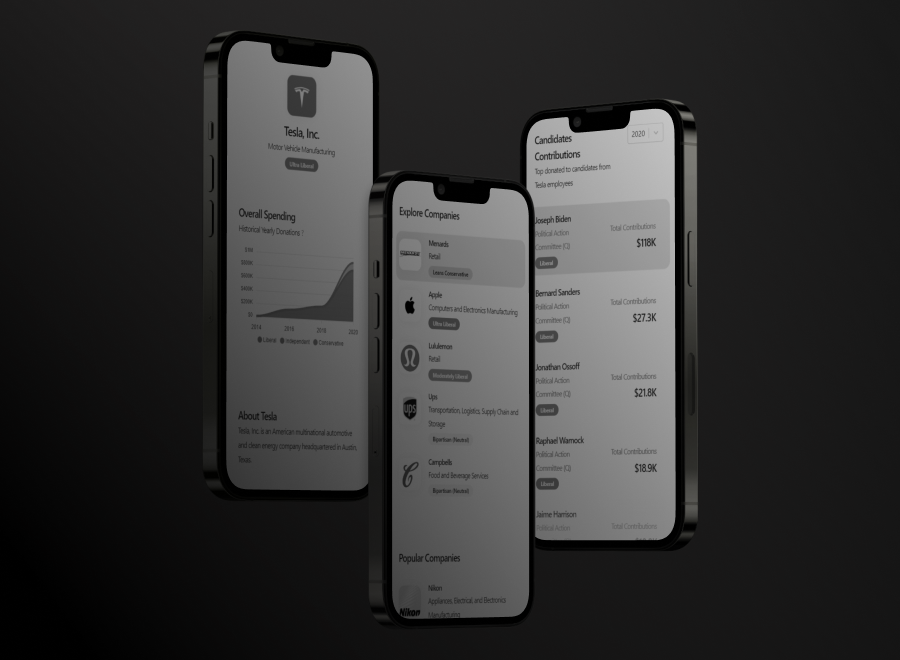 Tesla, Inc.
Motor Vehicle Manufacturing
Ultra Liberal
Overall Spending
Historical Yearly Donations
$1M
$800K
$600K
$400K
$200K
$0
2014
2016
2018
2020
Liberal
Independent
Conservative
About Tesla
Tesla Inc. is an American multinational automotive
and clean energy company headquartered in Austin,
Texas.
Explore Companies
Menards
Retail
Leans Conservative
Apple
Computers and Electronics Manufacturing
Ultra Liberal
Lululemon
Retail
Moderately Liberal
ups
Ups
Transportation, Logistics, Supply Chain and
Storage
Bipartisan (Neutral)
Campbells
Food and Beverage Services
Bipartisan (Neutral)
Popular Companies
Nikon
Nikon
Appliances, Electrical, and Electronics
Manufacturing
Candidates
Contributions
2020
Top donated to candidates from
Tesla employees
Joseph Biden
Political Action
Committee (C)
Liberal
Total Contributions
$118K
Bernard Sanders
Political Action
Committee (C)
Liberal
Total Contributions
$27.3K
Jonathan Ossoff
Political Action
Committee (C)
Liberal
Total Contributions
$21.8K
Raphael Warnock
Political Action
Committee (C)
Liberal
Total Contributions
$18.9K
Jaime Harrison
Political Action
Total Contributions